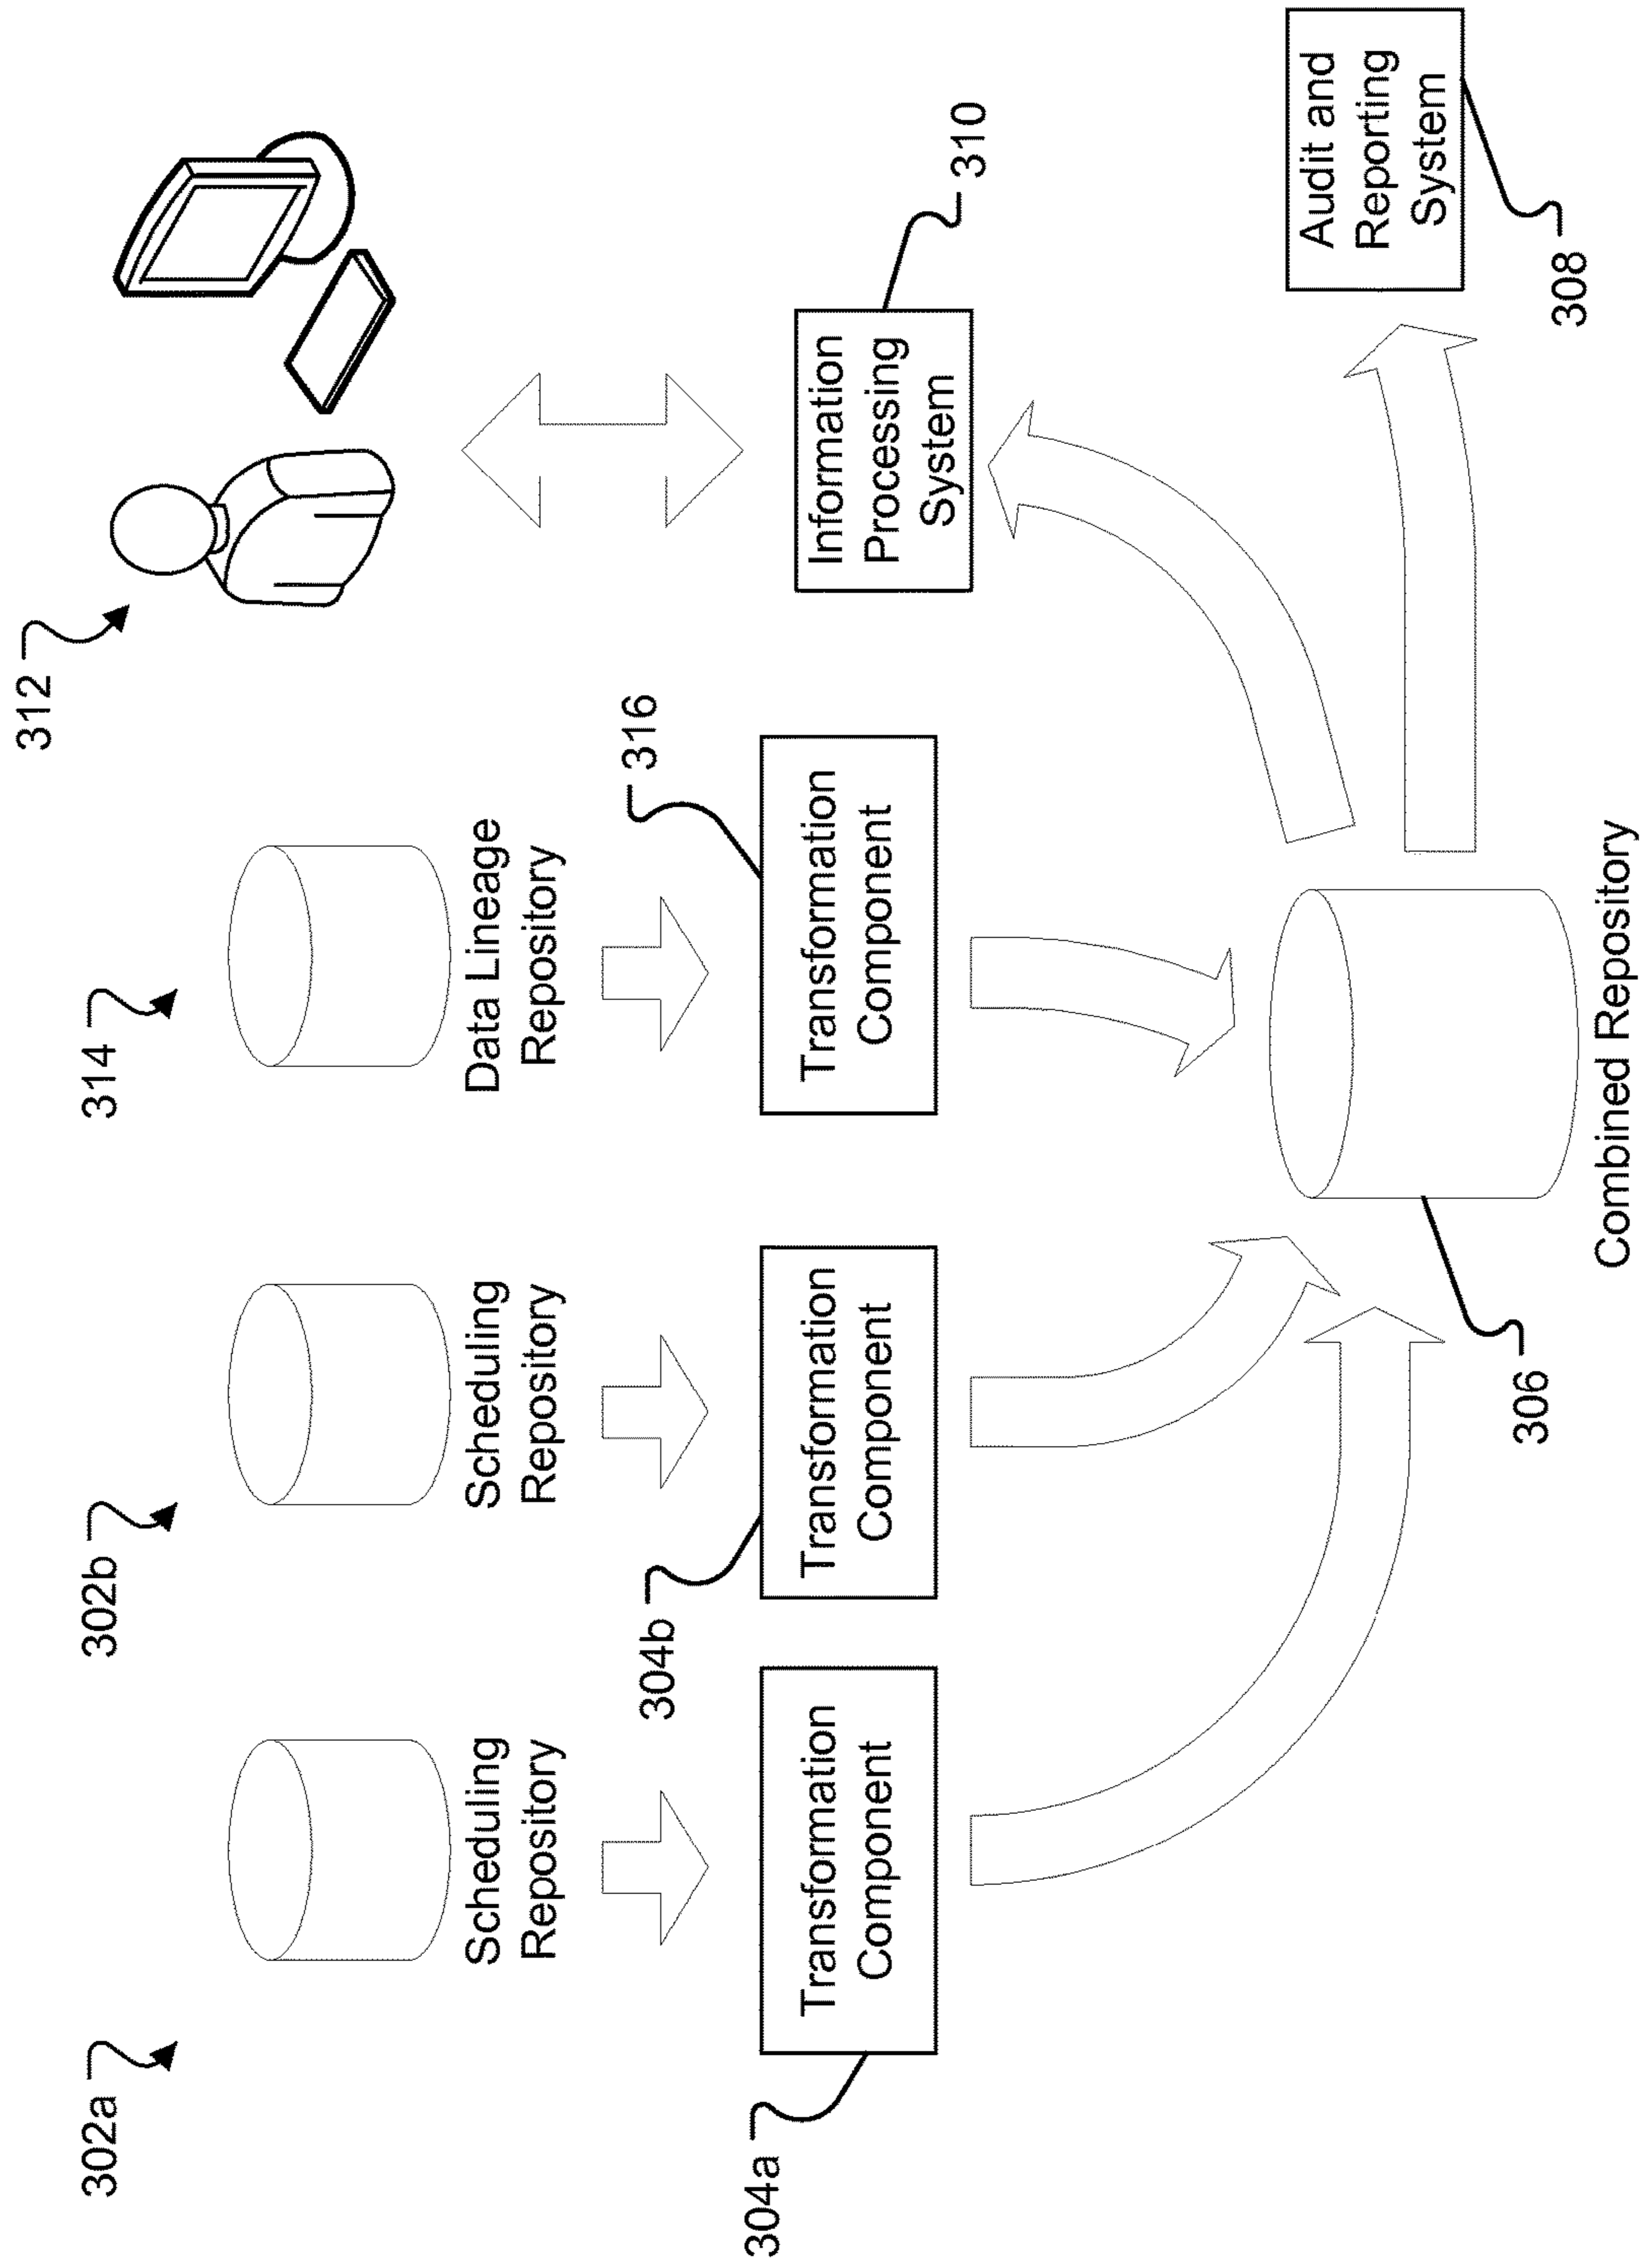 302a
302b
314
312
Scheduling
Repository
Scheduling
Repository
Data Lineage
Repository
304a
304b
316
310
Transformation
Component
Transformation
Component
Transformation
Component
Information
Processing
System
Audit and
Reporting
System
308
306
Combined Repository